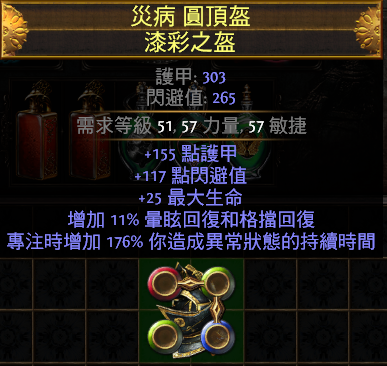 災病 圓頂盔
漆彩之盔
護甲: 303
閃避值: 265
需求等級 51, 57 力量, 57 敏捷
+155 點護甲
+117 點閃避值
+25 最大生命
增加 11% 暈眩回復和格擋回復
專注時增加 176% 你造成異常狀態的持續時間